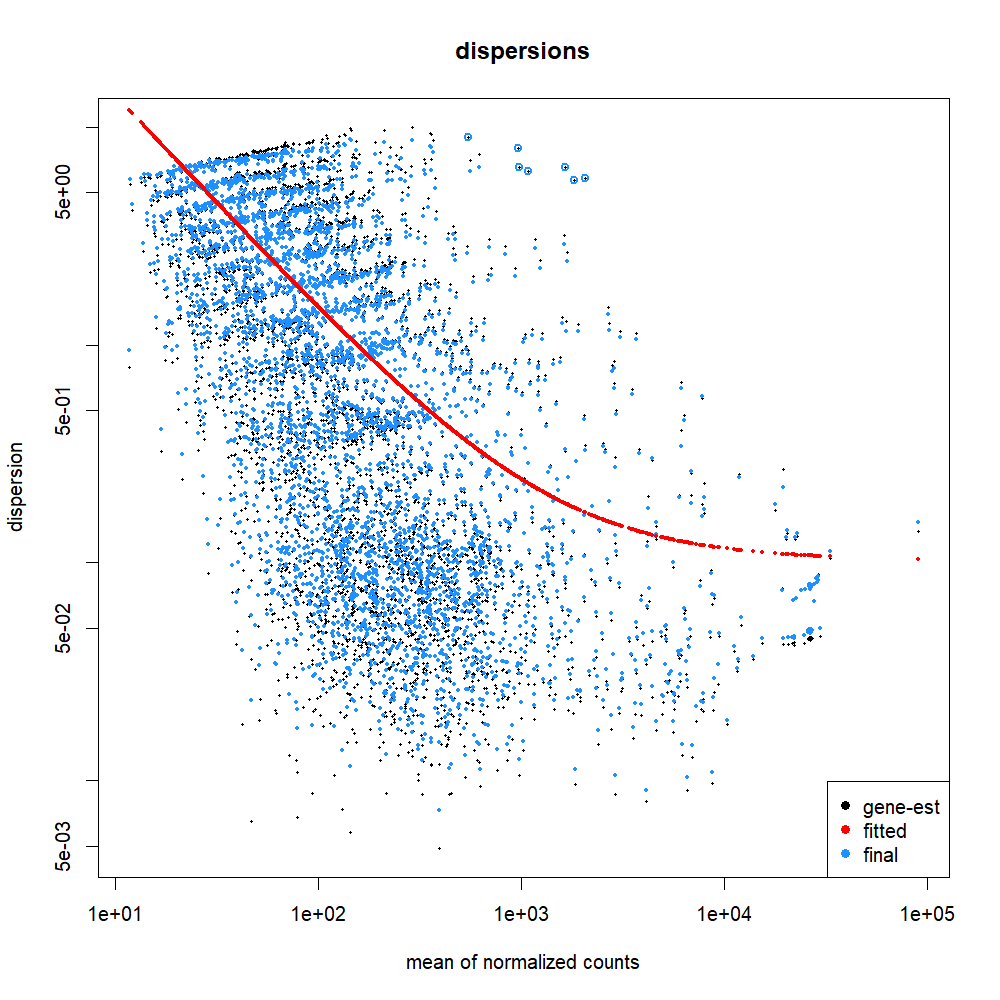 dispersions
dispersion
5e+00
5e-01
5e-02
5e-03
1e+01 1e+02 1e+03 1e+04 1e+05
mean of normalized counts
gene-est
fitted
final